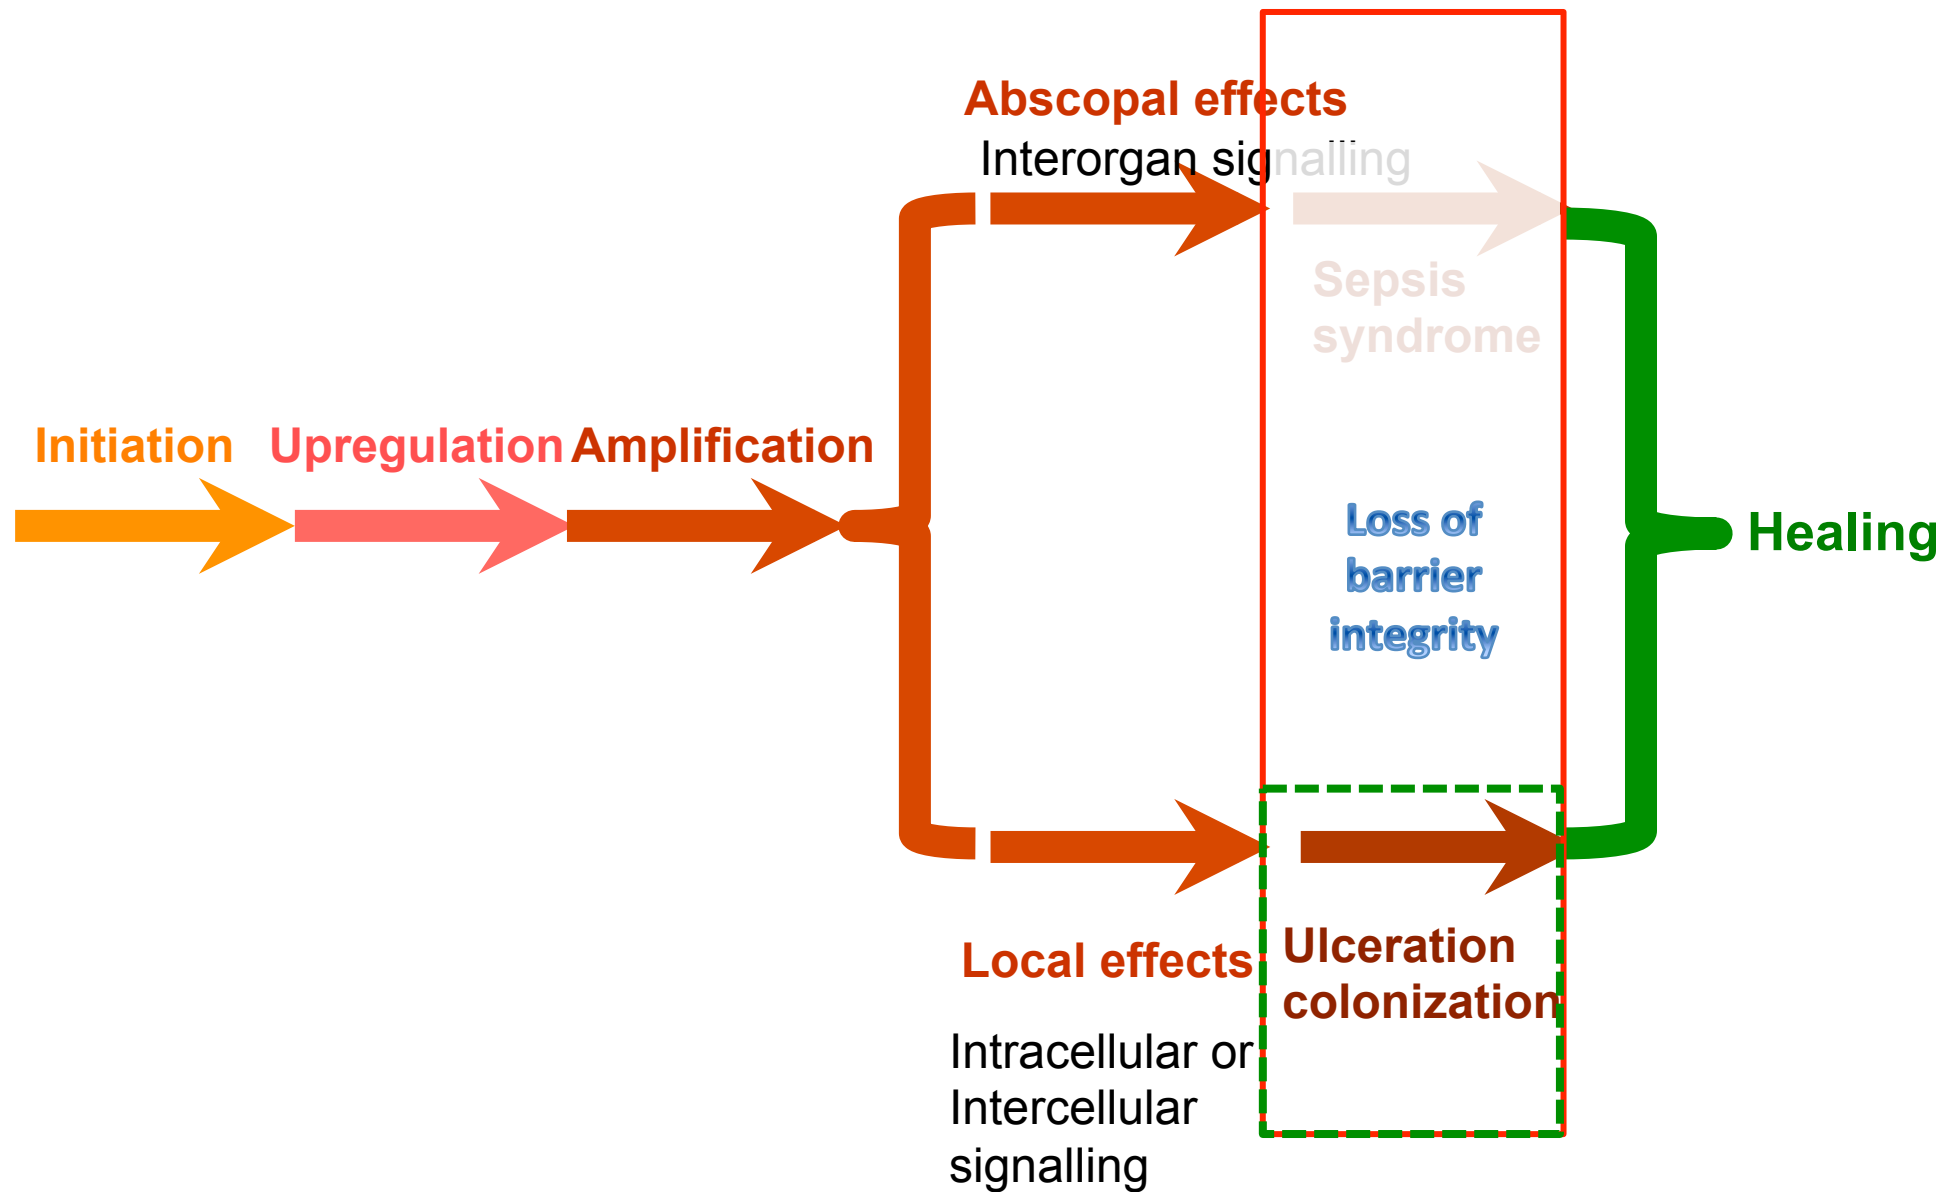 Abscopal effects
Interorgan signalling
Sepsis
syndrome
Initiation
Upregulation
Amplification
Loss of
barrier
integrity
Healing
Local effects
Ulceration
colonization
Intracellular or
Intercellular
signalling